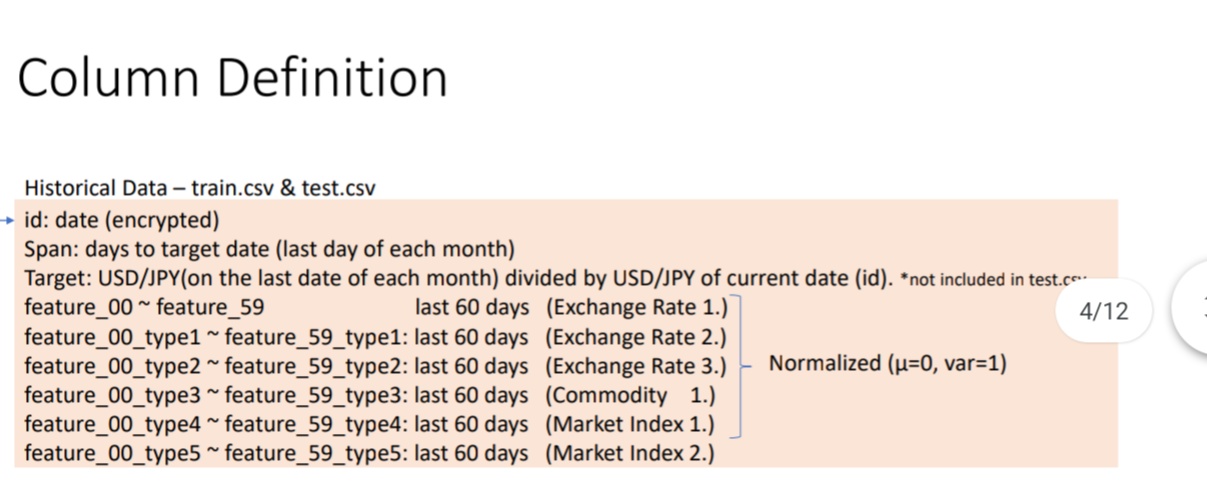 Column Definition
Historical Data – train.csv & test.csv
id: date (encrypted)
Span: days to target date (last day of each month)
Target: USD/JPY(on the last date of each month) divided by USD/JPY of current date (id). *not included in
feature_00 ~ feature_59 last 60 days (Exchange Rate 1.)
feature_00_type1 ~ feature_59_type1: last 60 days (Exchange Rate 2.)
feature_00_type2 ~ feature_59_type2: last 60 days (Exchange Rate 3.)
feature_00_type3 ~ feature_59_type3: last 60 days (Commodity 1.)
feature_00_type4 ~ feature_59_type4: last 60 days (Market Index 1.)
feature_00_type5 ~ feature_59_type5: last 60 days (Market Index 2.)
Normalized (μ=0, var=1)
4/12